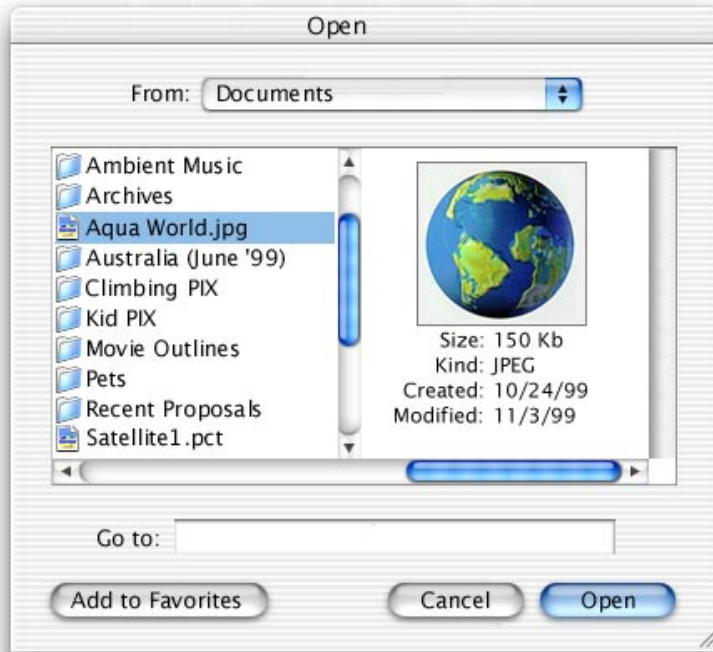 Open
From: Documents
Ambient Music
Archives
Aqua World.jpg
Australia (June '99)
Climbing PIX
Kid PIX
Movie Outlines
Pets
Recent Proposals
Satellite1.pct
Size: 150 Kb
Kind: JPEG
Created: 10/24/99
Modified: 11/3/99
Go to:
Add to Favorites
Cancel
Open